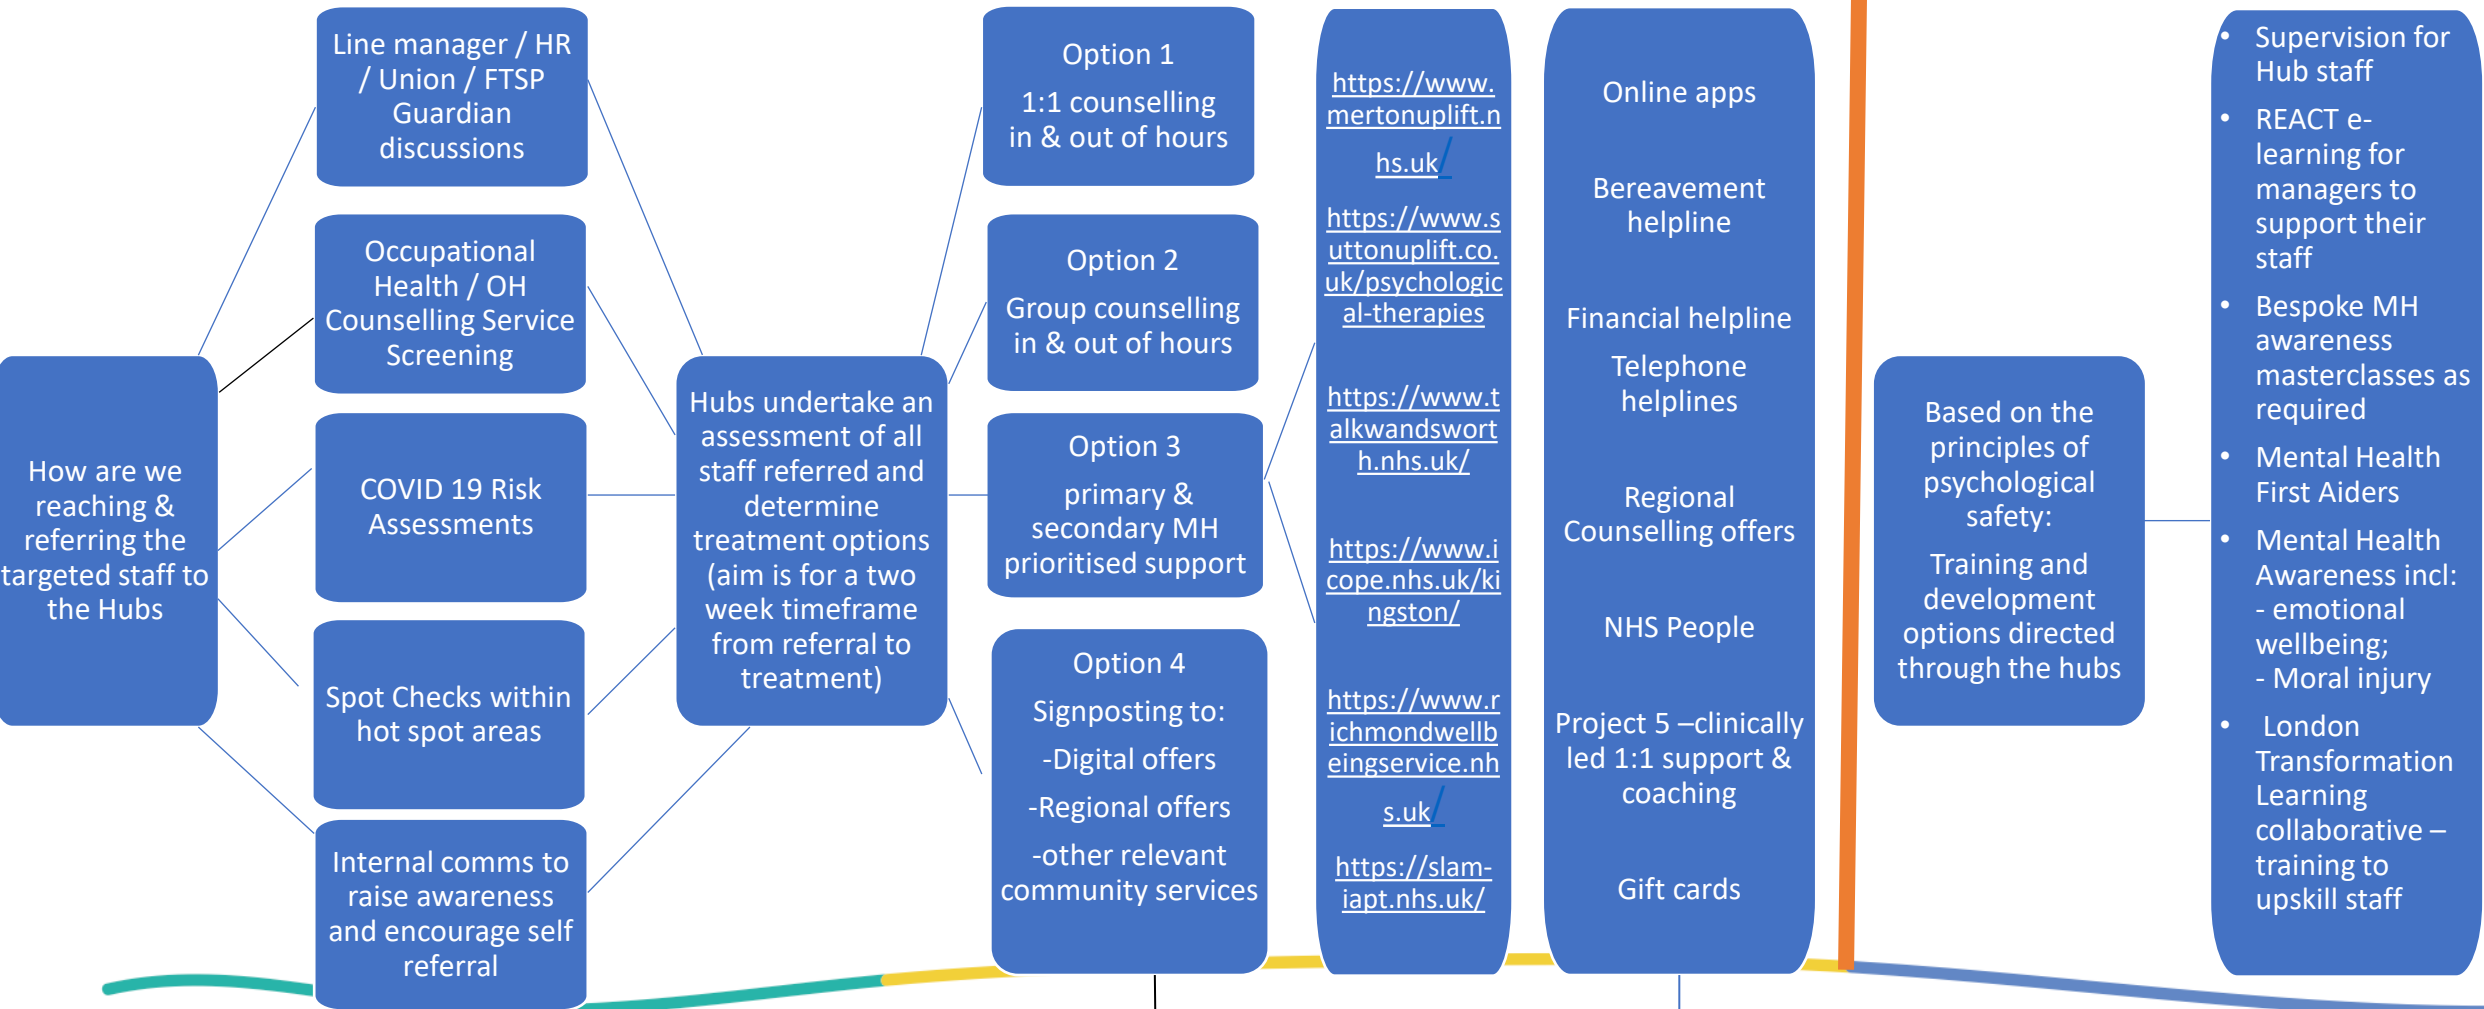 How are we
reaching &
referring the
targeted staff to
the Hubs
Line manager / HR
/ Union / FTSP
Guardian
discussions
Occupational
Health / OH
Counselling Service
Screening
COVID 19 Risk
Assessments
Spot Checks within
hot spot areas
Internal comms to
raise awareness
and encourage self
referral
Hubs undertake an
assessment of all
staff referred and
determine
treatment options
(aim is for a two
week timeframe
from referral to
treatment)
Option 1
1:1 counselling
in & out of hours
Option 2
Group counselling
in & out of hours
Option 3
primary &
secondary MH
prioritised support
Option 4
Signposting to:
-Digital offers
-Regional offers
-other relevant
community services
https://www.
mertonuplift.n
hs.uk/
https://www.s
uttonuplift.co.
uk/psychologic
al-therapies
https://www.t
alkwandswort
h.nhs.uk/
https://www.i
cope.nhs.uk/ki
ngston/
https://www.r
ichmondwellb
eingservice.nh
s.uk/
https://slam-
iapt.nhs.uk/
Online apps
Bereavement
helpline
Financial helpline
Telephone
helplines
Regional
Counselling offers
NHS People
Project 5 –clinically
led 1:1 support &
coaching
Gift cards
Based on the
principles of
psychological
safety:
Training and
development
options directed
through the hubs
• Supervision for
Hub staff
• REACT e-
learning for
managers to
support their
staff
• Bespoke MH
awareness
masterclasses as
required
• Mental Health
First Aiders
• Mental Health
Awareness incl:
- emotional
wellbeing;
- Moral injury
• London
Transformation
Learning
collaborative –
training to
upskill staff